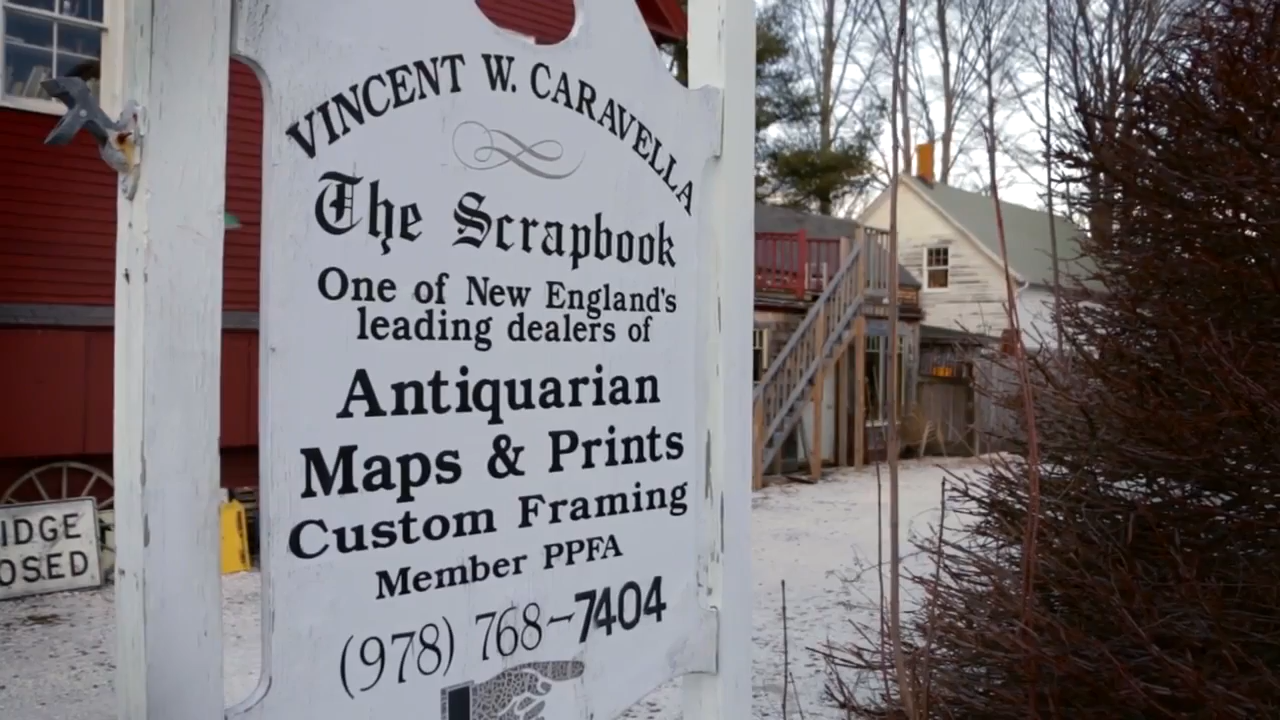 VINCENT W. CARAVELLA
The Scrapbook
One of New England's
leading dealers of
Antiquarian
Maps & Prints
Custom Framing
Member PPFA
(978) 768-7404
IDGE
OSED